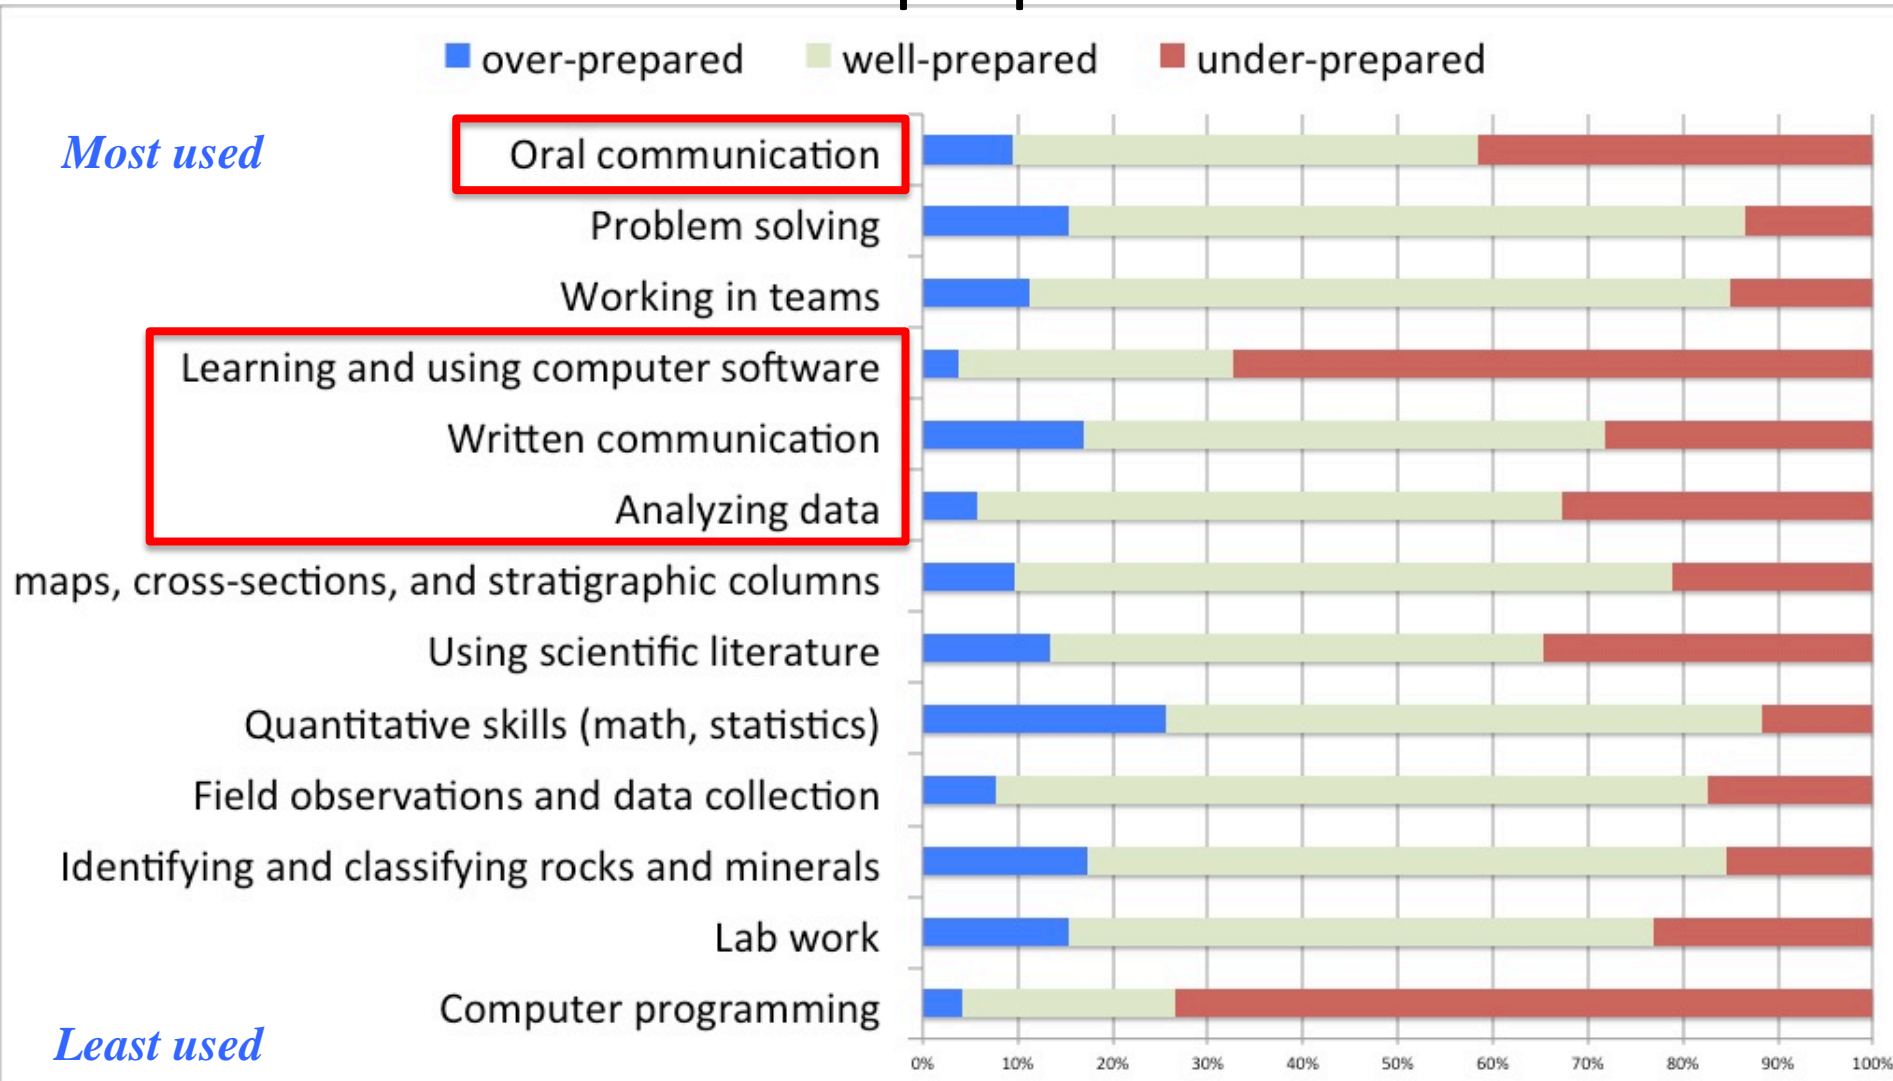 over-prepared well-prepared under-prepared
Most used
Oral communication
Problem solving
Working in teams
Learning and using computer software
Written communication
Analyzing data
maps, cross-sections, and stratigraphic columns
Using scientific literature
Quantitative skills (math, statistics)
Field observations and data collection
Identifying and classifying rocks and minerals
Lab work
Computer programming
Least used
0% 10% 20% 30% 40% 50% 60% 70% 80% 90% 100%